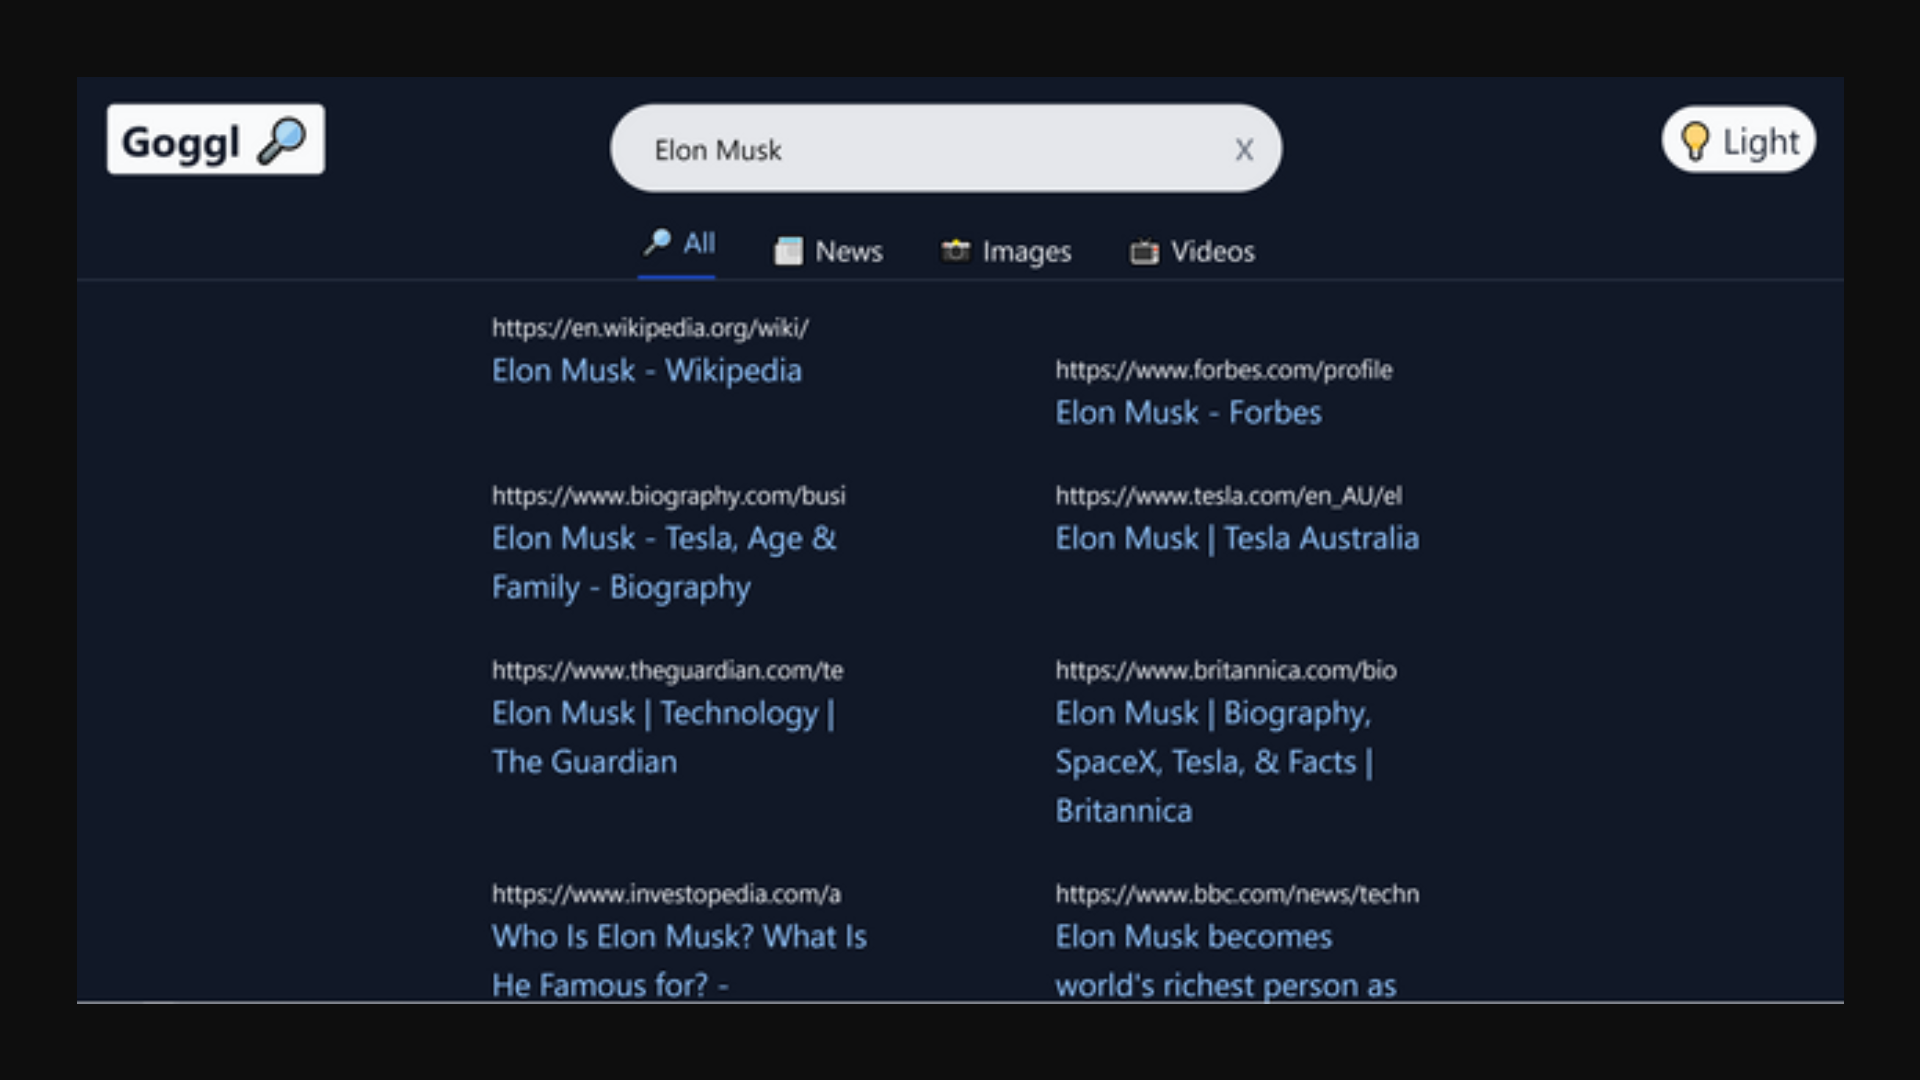 Goggl
Elon Musk X
Light
All News Images Videos
https://en.wikipedia.org/wiki/
Elon Musk - Wikipedia
https://www.forbes.com/profile
Elon Musk - Forbes
https://www.biography.com/busi
Elon Musk - Tesla, Age &
Family - Biography
https://www.tesla.com/en_AU/el
Elon Musk | Tesla Australia
https://www.theguardian.com/te
Elon Musk | Technology |
The Guardian
https://www.britannica.com/bio
Elon Musk | Biography,
SpaceX, Tesla, & Facts |
Britannica
https://www.investopedia.com/a
Who Is Elon Musk? What Is
He Famous for? -
https://www.bbc.com/news/techn
Elon Musk becomes
world's richest person as